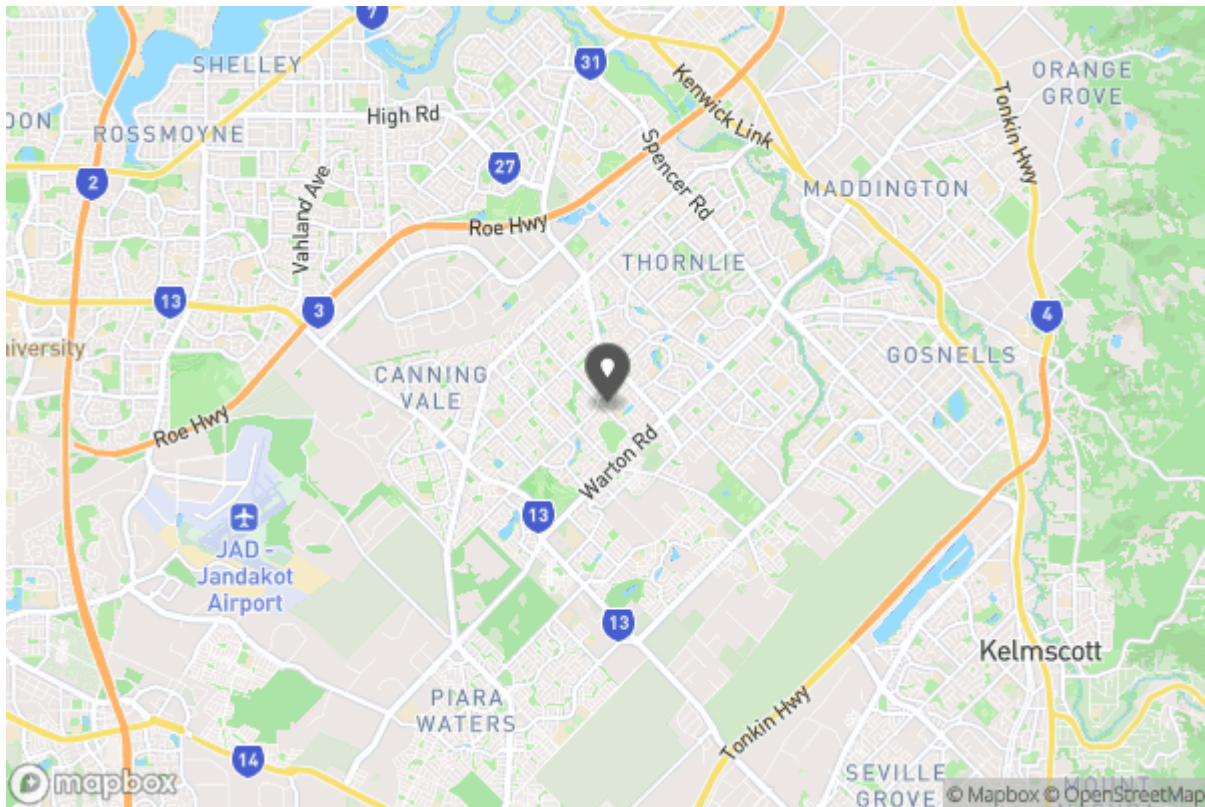 7
31
SHELLEY
ORANGE
GROVE
Kenwick Link
Tonkin Hwy
High Rd
DON
ROSSMOYNE
Spencer Rd
27
2
MADDINGTON
Vahland Ave
Roe Hwy
THORNLIE
13
3
4
niversity
GOSNELLS
CANNING
VALE
Roe Hwy
Warton Rd
13
JAD -
Jandakot
Airport
13
Kelmscott
PIARA
WATERS
Tonkin Hwy
14
SEVILLE
GROVE
MOUNT
mapbox
© Mapbox © OpenStreetMap